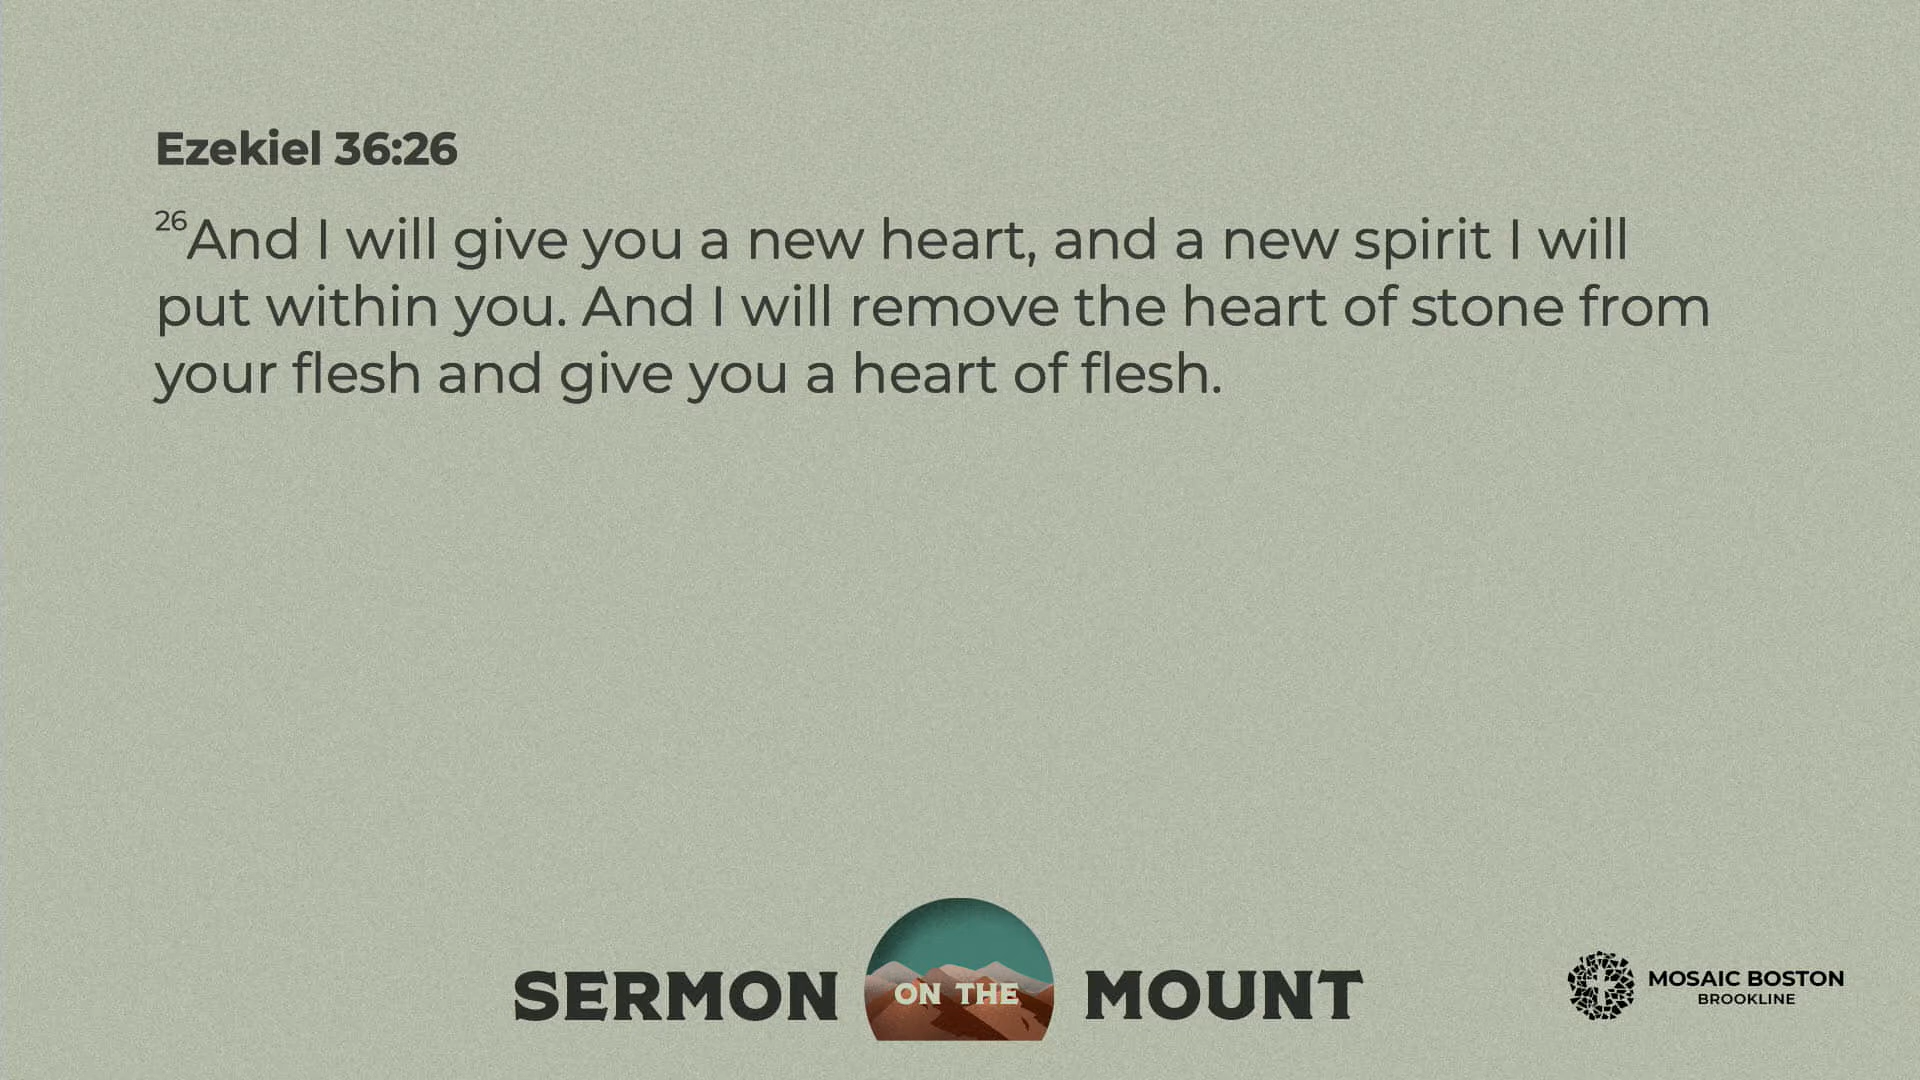 Ezekiel 36:26
26And I will give you a new heart, and a new spirit I will
put within you. And I will remove the heart of stone from
your flesh and give you a heart of flesh.
SERMON ON THE MOUNT
MOSAIC BOSTON
BROOKLINE